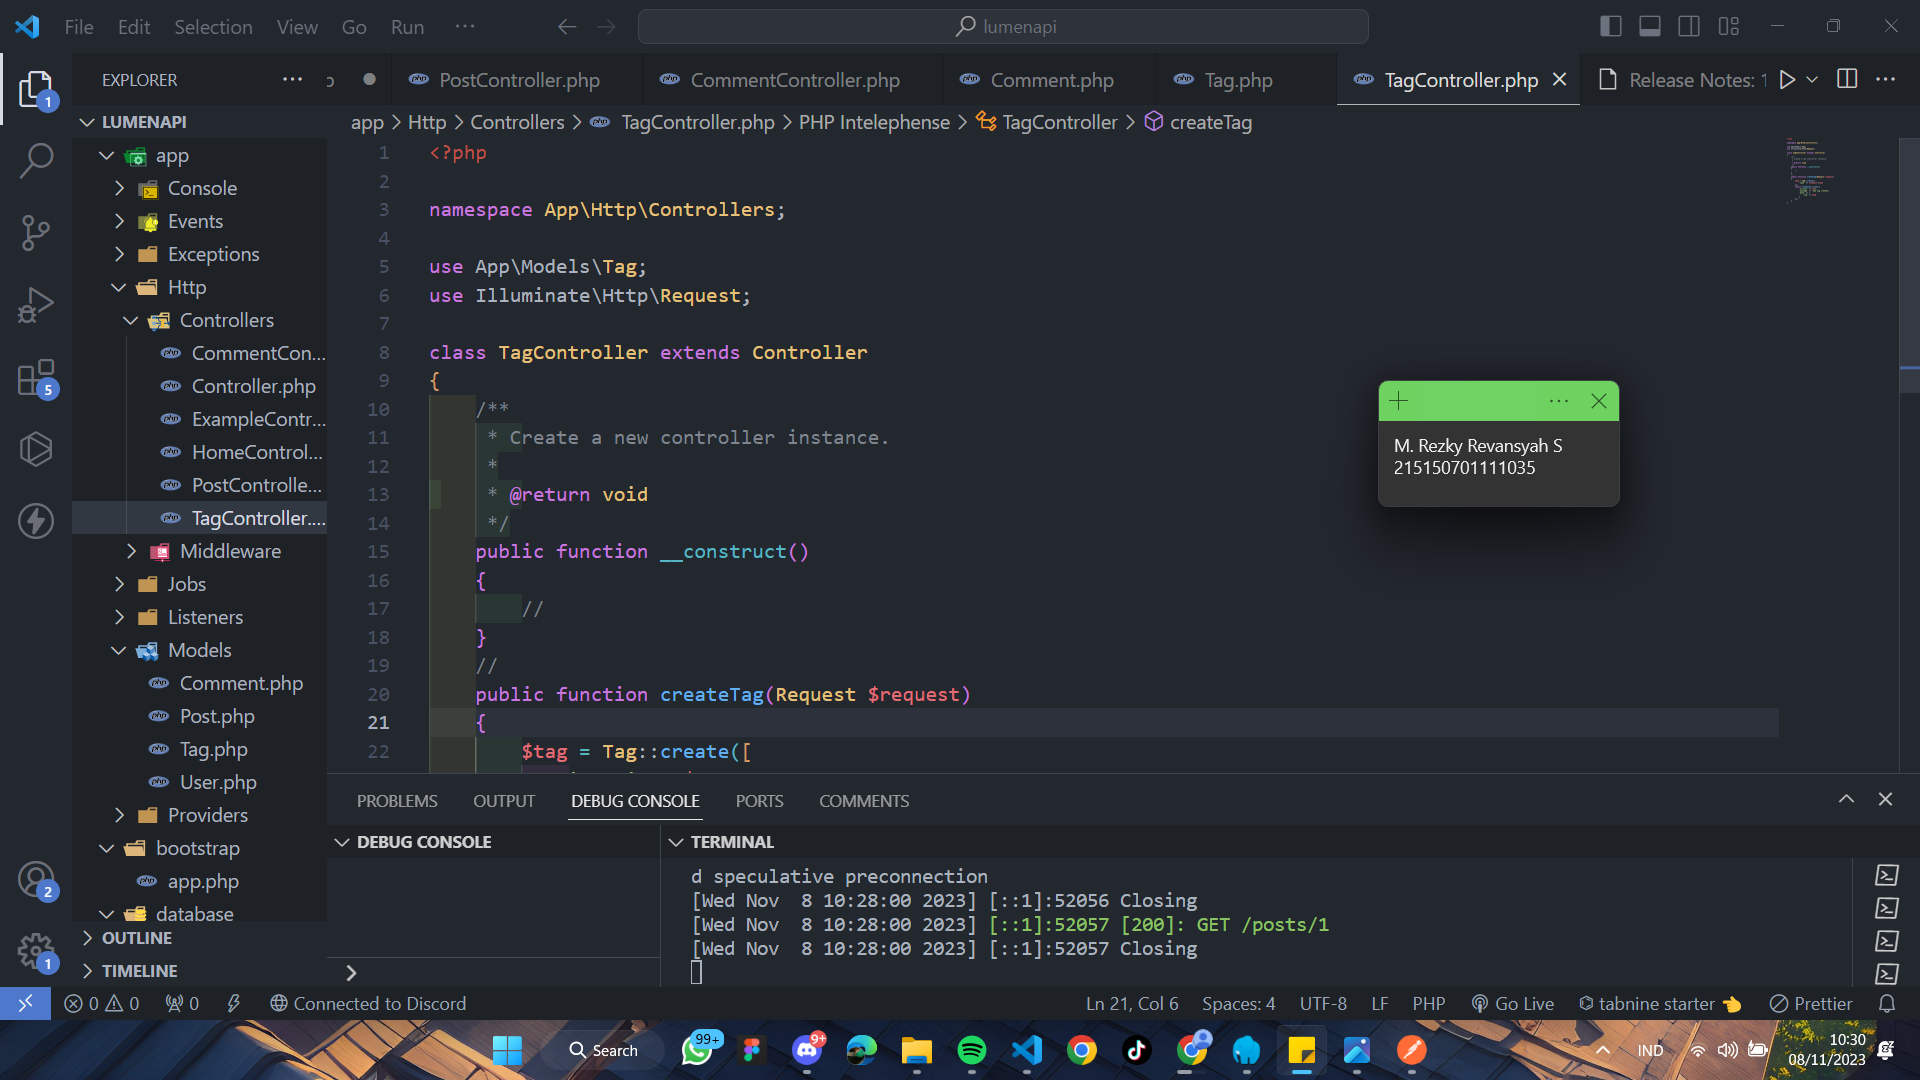 File Edit Selection View Go Run ··· lumenapi
EXPLORER ··· PostController.php CommentController.php Comment.php Tag.php TagController.php Release Notes: 1
LUMENAPI
app
Console
Events
Exceptions
Http
Controllers
CommentCon...
Controller.php
ExampleContr...
HomeControl...
PostControlle...
TagController....
Middleware
Jobs
Listeners
Models
Comment.php
Post.php
Tag.php
User.php
Providers
bootstrap
app.php
database
OUTLINE
TIMELINE
1
5
2
1
app > Http > Controllers > TagController.php > PHP Intelephense > TagController > createTag
1 <?php
2
3 namespace App\Http\Controllers;
4
5 use App\Models\Tag;
6 use Illuminate\Http\Request;
7
8 class TagController extends Controller
9 {
10 /**
11 * Create a new controller instance.
12 *
13 * @return void
14 */
15 public function __construct()
16 {
17 //
18 }
19 //
20 public function createTag(Request $request)
21 {
22 $tag = Tag::create([
M. Rezky Revansyah S
215150701111035
PROBLEMS OUTPUT DEBUG CONSOLE PORTS COMMENTS
DEBUG CONSOLE
TERMINAL
d speculative preconnection
[Wed Nov  8 10:28:00 2023] [::1]:52056 Closing
[Wed Nov  8 10:28:00 2023] [::1]:52057 [200]: GET /posts/1
[Wed Nov  8 10:28:00 2023] [::1]:52057 Closing
0 0 0 Connected to Discord Ln 21, Col 6 Spaces: 4 UTF-8 LF PHP Go Live tabnine starter Prettier
Search 99+ 9+ IND 10:30
08/11/2023